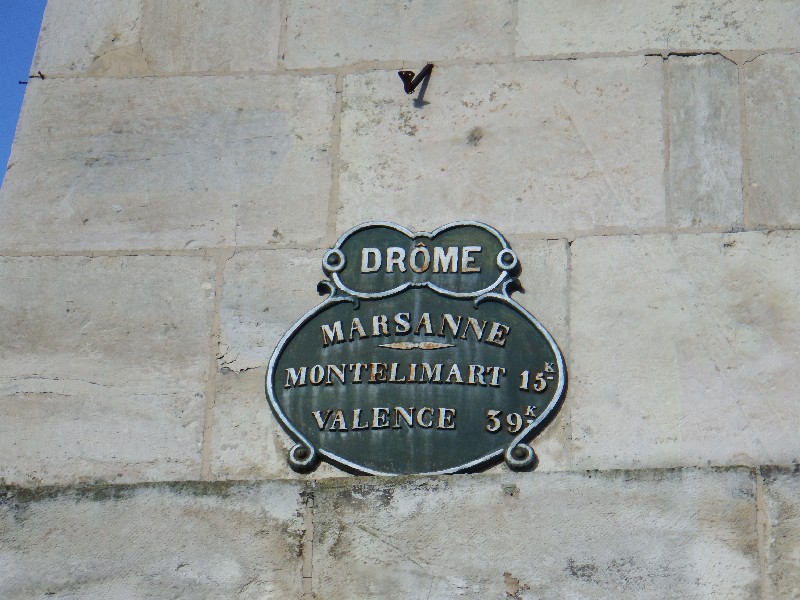 DRÔME
MARSANNE
MONTELIMART 15K
VALENCE 39K